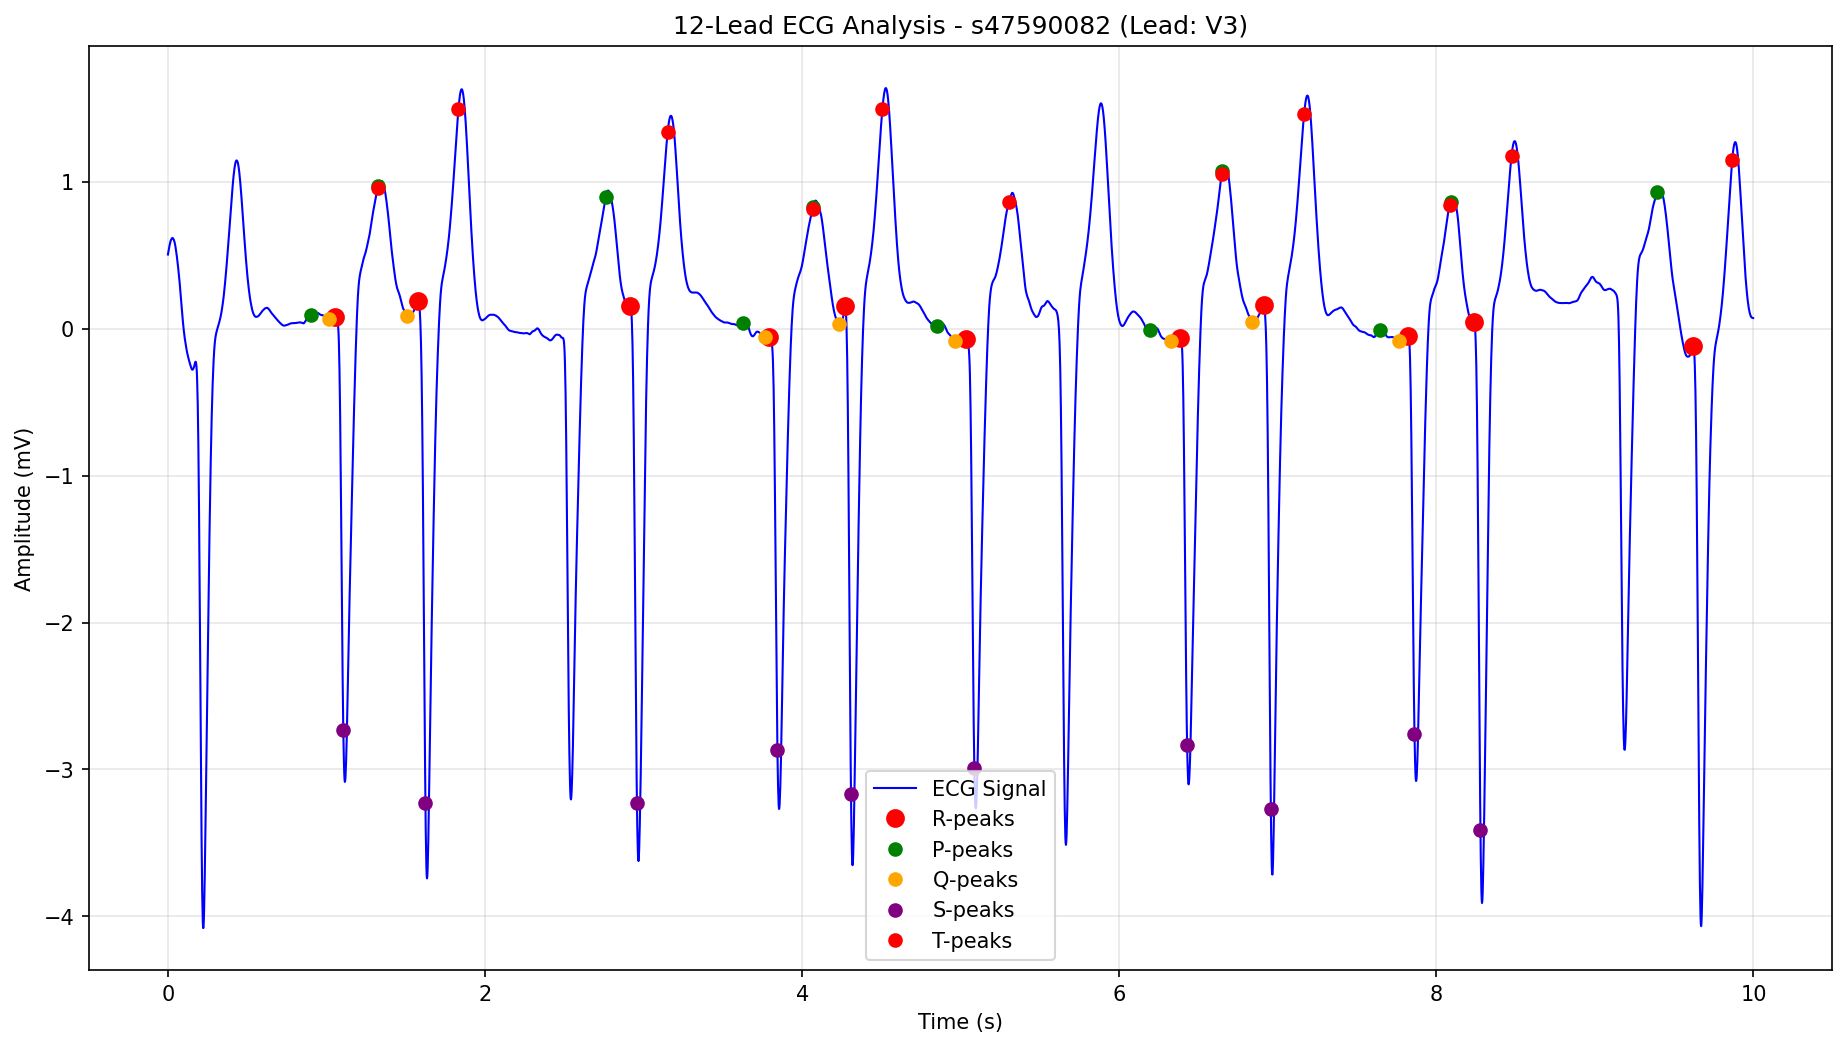 12-Lead ECG Analysis - s47590082 (Lead: V3)
Amplitude (mV)
1
0
−1
−2
−3
−4
ECG Signal
R-peaks
P-peaks
Q-peaks
S-peaks
T-peaks
0 2 4 6 8 10
Time (s)